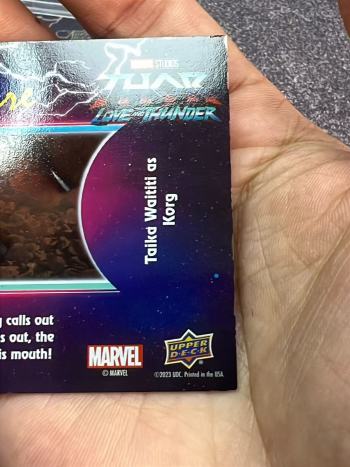 MARVEL STUDIOS
THOR
LOVE AND THUNDER
re
Taika Waititi as
Korg
g calls out
s out, the
is mouth!
MARVEL
© MARVEL
UPPER
D·E·C·K
©2023 UDC. Printed in the USA